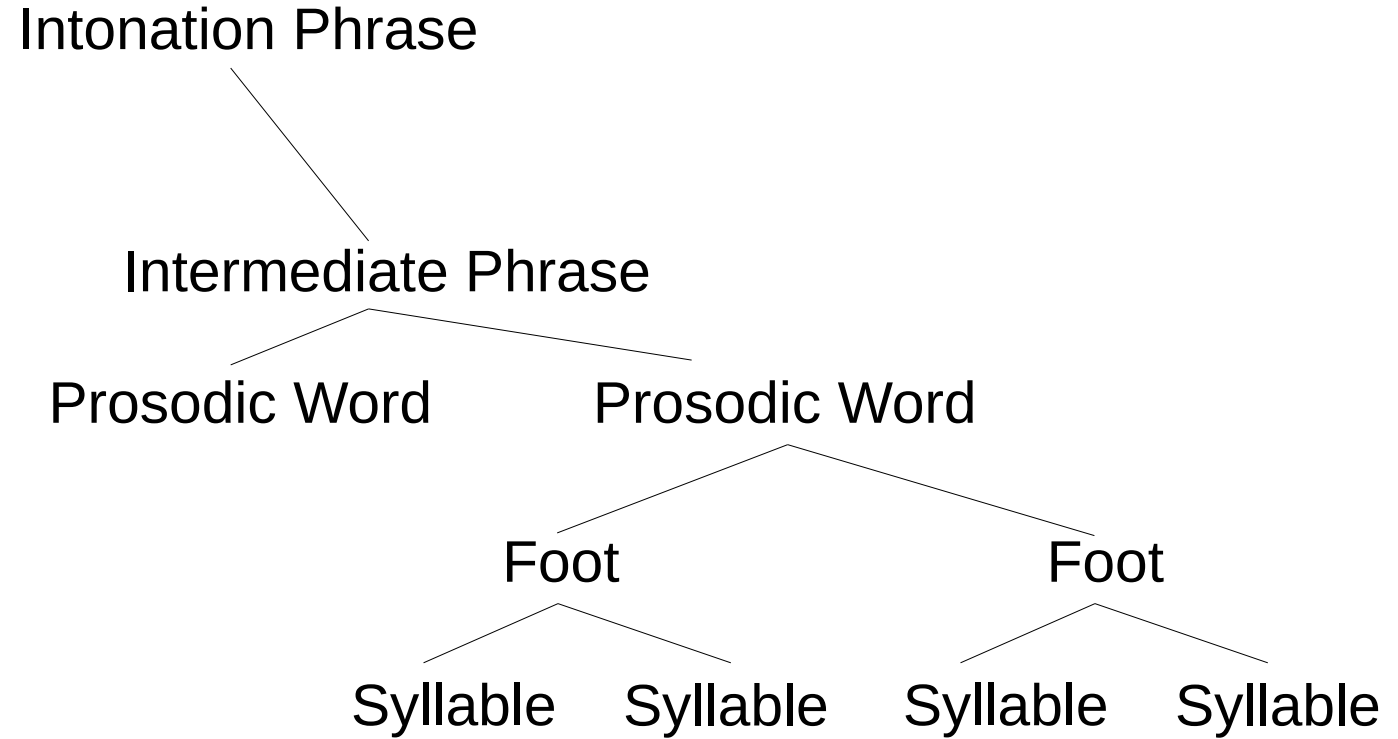 Intonation Phrase
Intermediate Phrase
Prosodic Word Prosodic Word
Foot Foot
Syllable Syllable Syllable Syllable